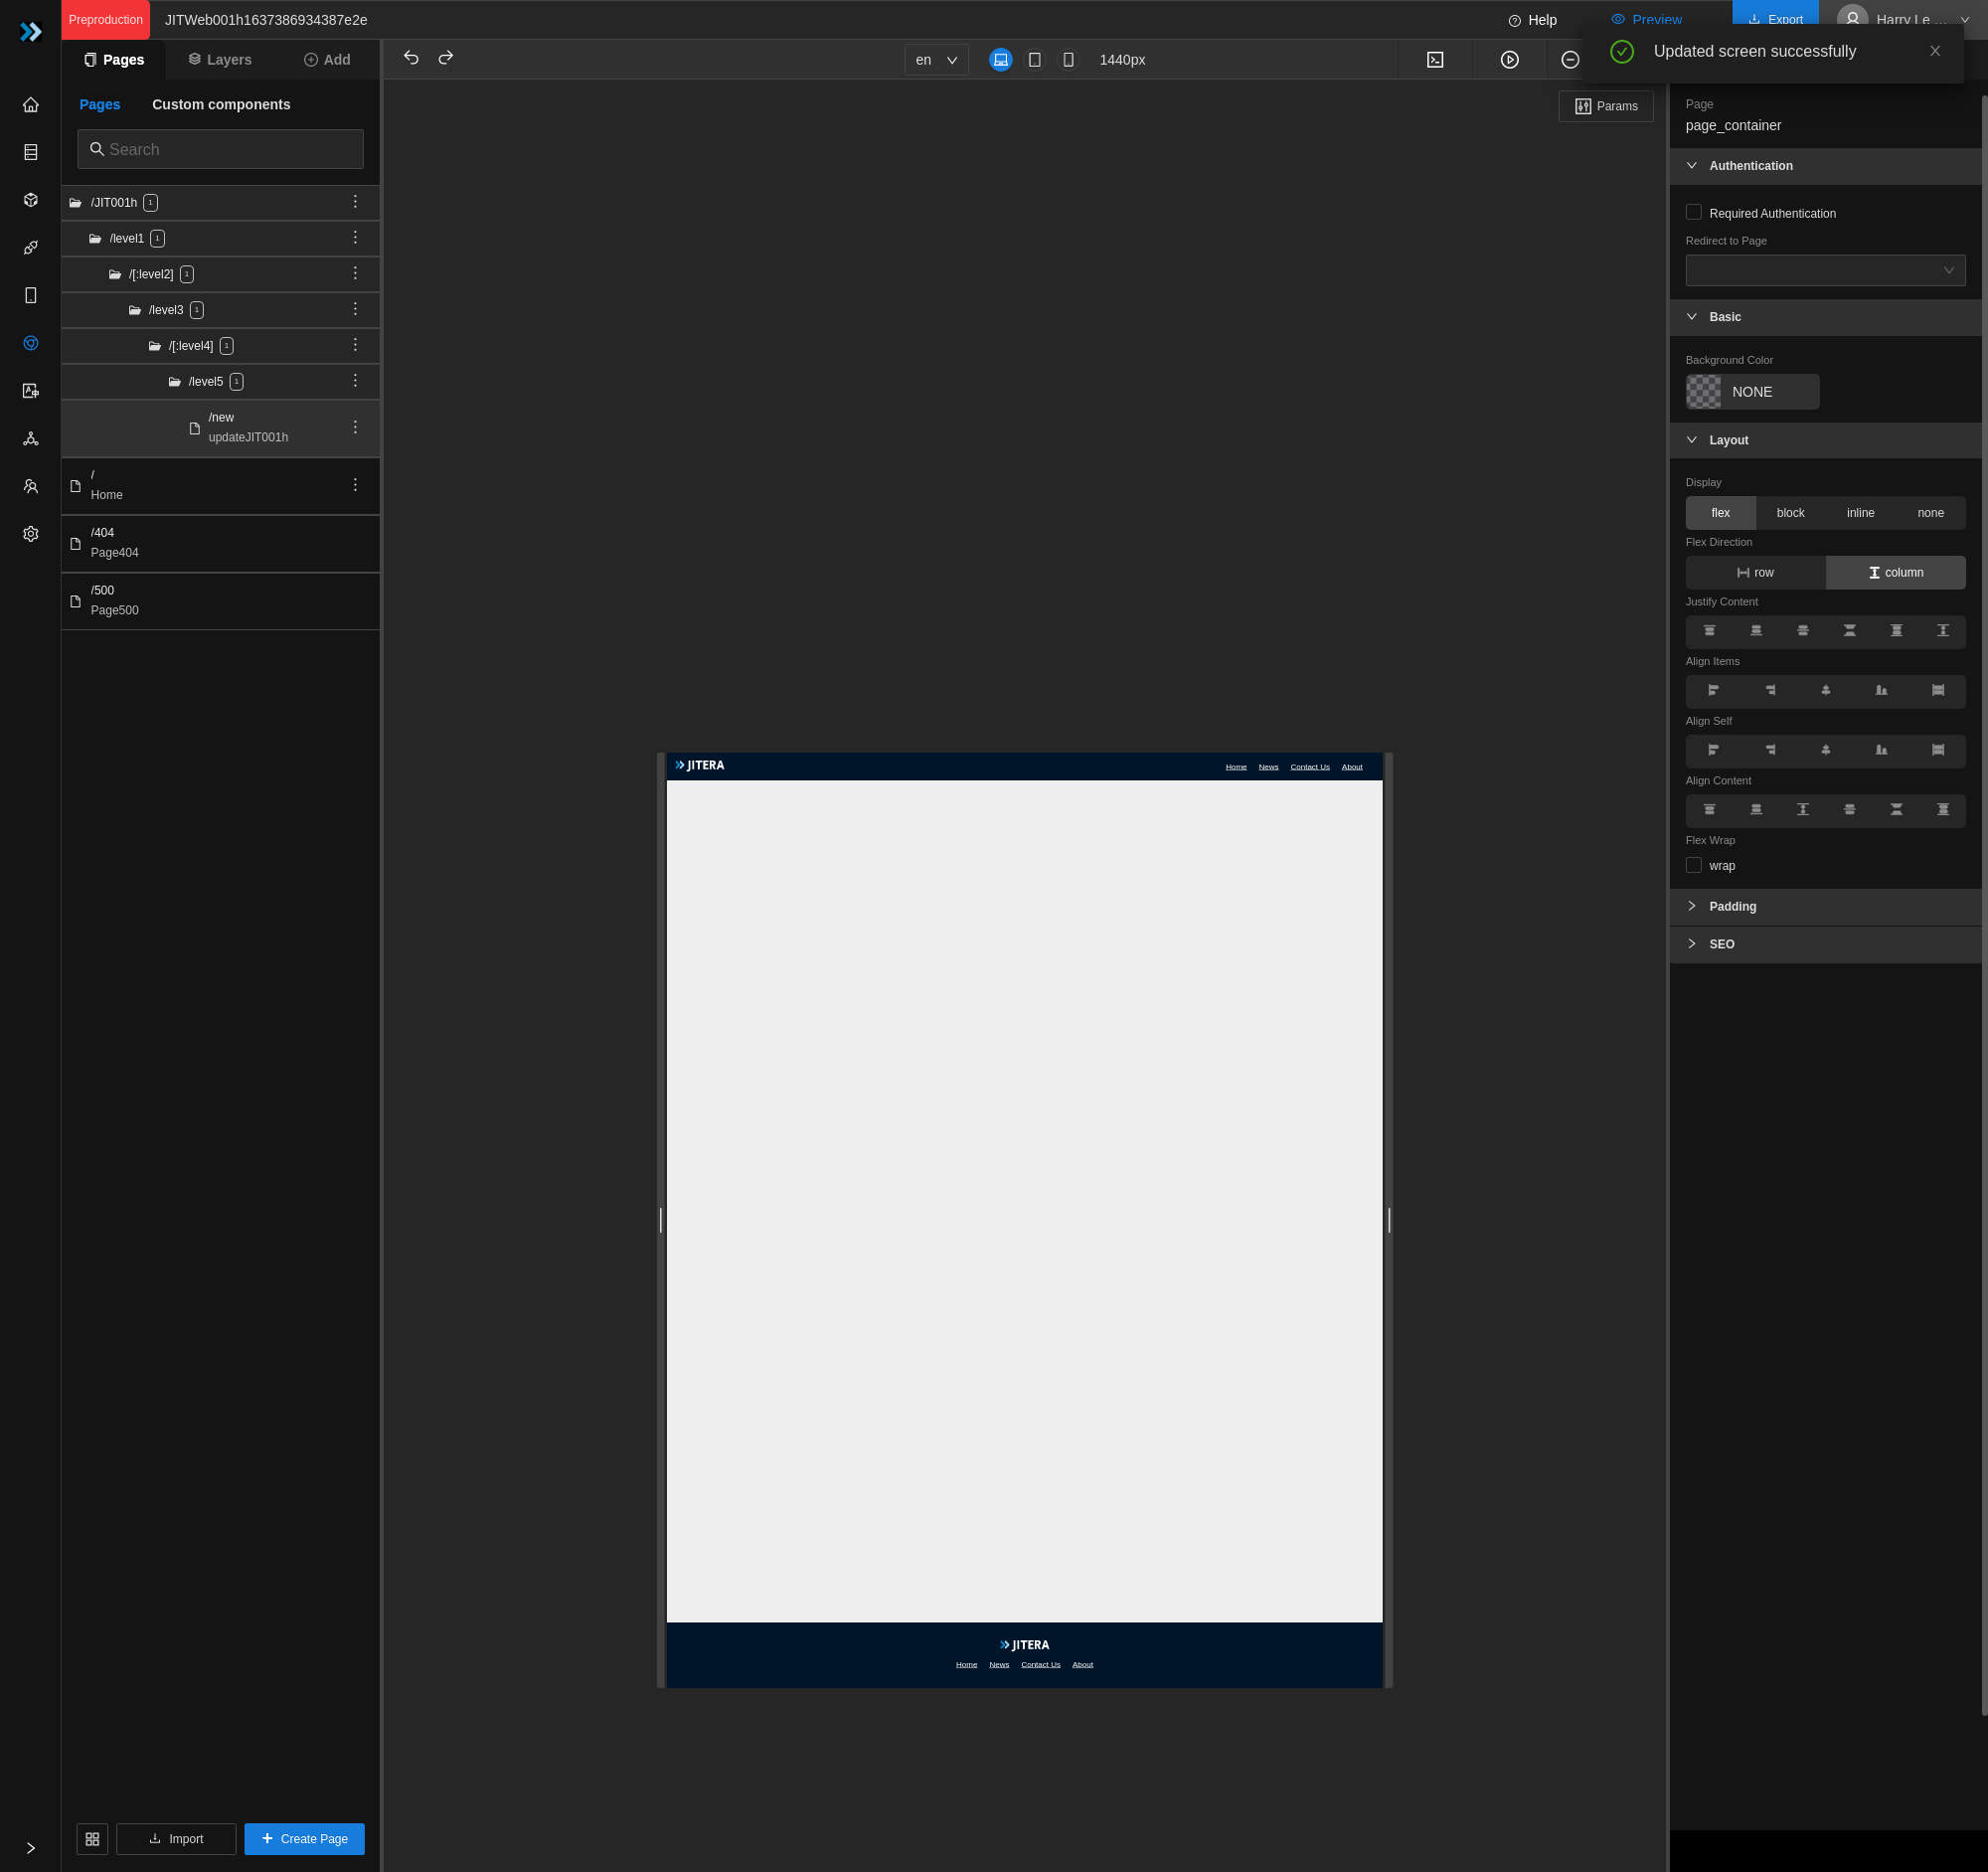 Preproduction
JITWeb001h1637386934387e2e
Help
Preview
Export
Harry Le ...
Updated screen successfully
Pages
Layers
Add
en
1440px
Pages
Custom components
Params
Search
/JIT001h 1
/level1 1
/[:level2] 1
/level3 1
/[:level4] 1
/level5 1
/new
updateJIT001h
/
Home
/404
Page404
/500
Page500
JITERA
Home News Contact Us About
JITERA
Home News Contact Us About
Page
page_container
Authentication
Required Authentication
Redirect to Page
Basic
Background Color
NONE
Layout
Display
flex block inline none
Flex Direction
row column
Justify Content
Align Items
Align Self
Align Content
Flex Wrap
wrap
Padding
SEO
Import
Create Page